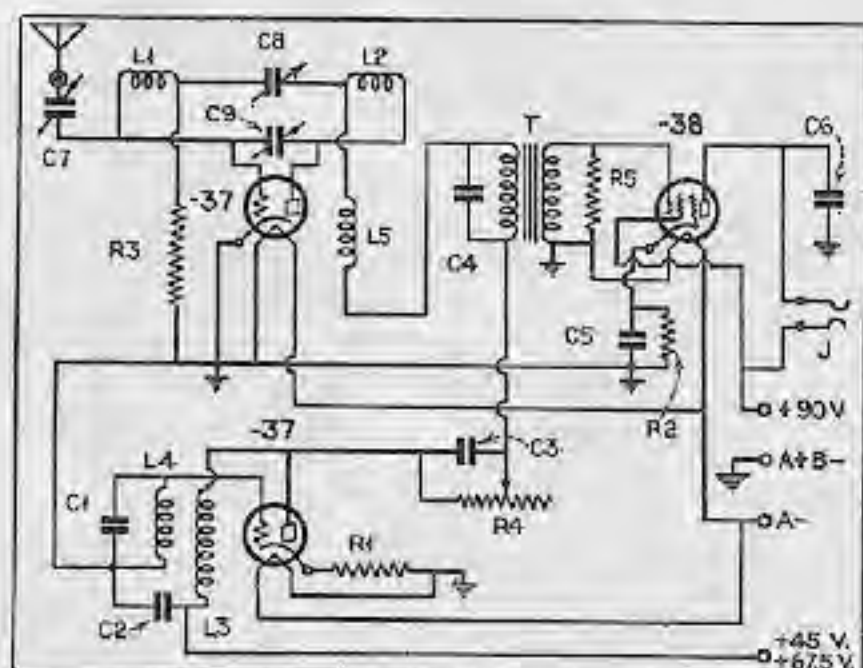 L1
C8
L2
C9
C7
T
-38
C6
-37
R5
R3
L5
C4
C5
J
R2
+90 V.
-37
C3
A+B-
L4
C1
R4
A-
R1
C2
L3
+45 V.
+67.5 V.